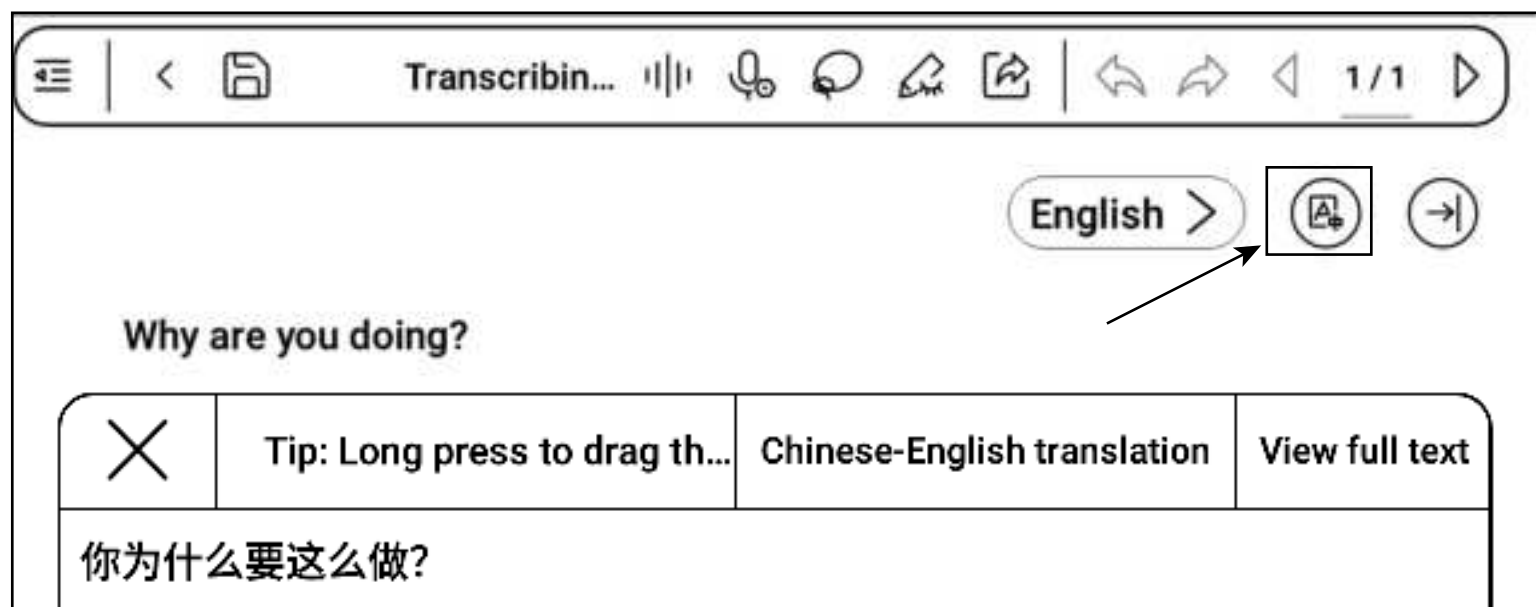 Transcribin... 1 / 1
English
Why are you doing?
Tip: Long press to drag th... Chinese-English translation View full text
你为什么要这么做?